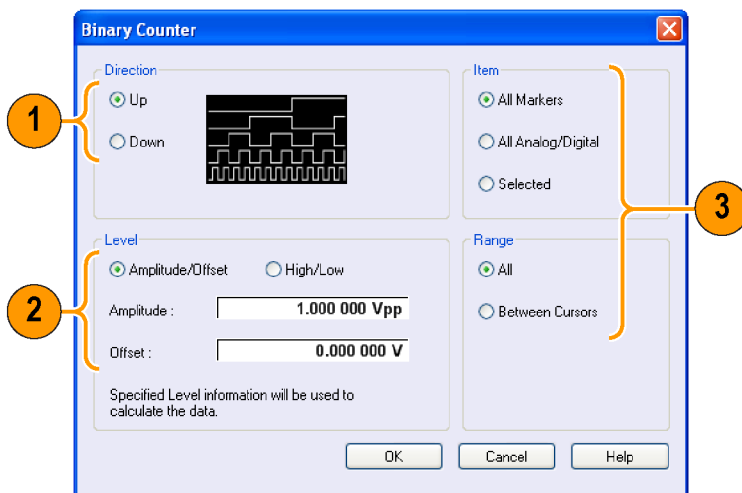 Binary Counter
Direction
Up
Down
1
Item
All Markers
All Analog/Digital
Selected
3
Level
Amplitude/Offset High/Low
Amplitude : 1.000 000 Vpp
Offset : 0.000 000 V
Specified Level information will be used to
calculate the data.
2
Range
All
Between Cursors
OK Cancel Help